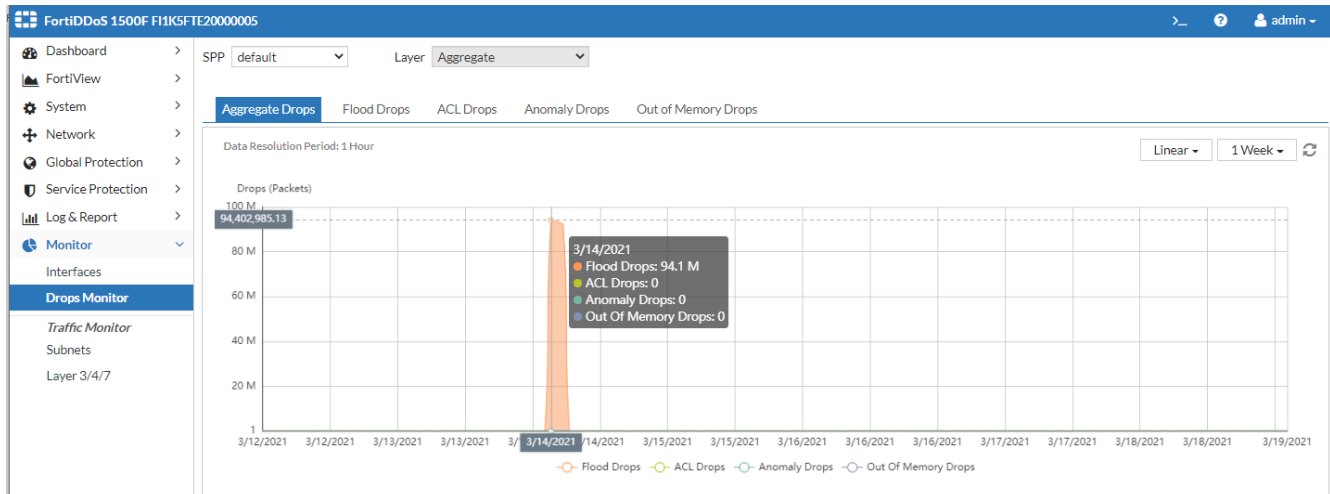 FortiDDoS 1500F FI1K5FTE20000005
>_
admin
Dashboard
FortiView
System
Network
Global Protection
Service Protection
Log & Report
Monitor
Interfaces
Drops Monitor
Traffic Monitor
Subnets
Layer 3/4/7
SPP default Layer Aggregate
Aggregate Drops Flood Drops ACL Drops Anomaly Drops Out of Memory Drops
Data Resolution Period: 1 Hour
Linear 1 Week
Drops (Packets)
100 M
94,402,985.13
80 M
60 M
40 M
20 M
1
3/14/2021
Flood Drops: 94.1 M
ACL Drops: 0
Anomaly Drops: 0
Out Of Memory Drops: 0
3/12/2021 3/12/2021 3/13/2021 3/13/2021 3/14/2021 /14/2021 3/15/2021 3/15/2021 3/16/2021 3/16/2021 3/16/2021 3/17/2021 3/17/2021 3/18/2021 3/18/2021 3/19/2021
Flood Drops ACL Drops Anomaly Drops Out Of Memory Drops